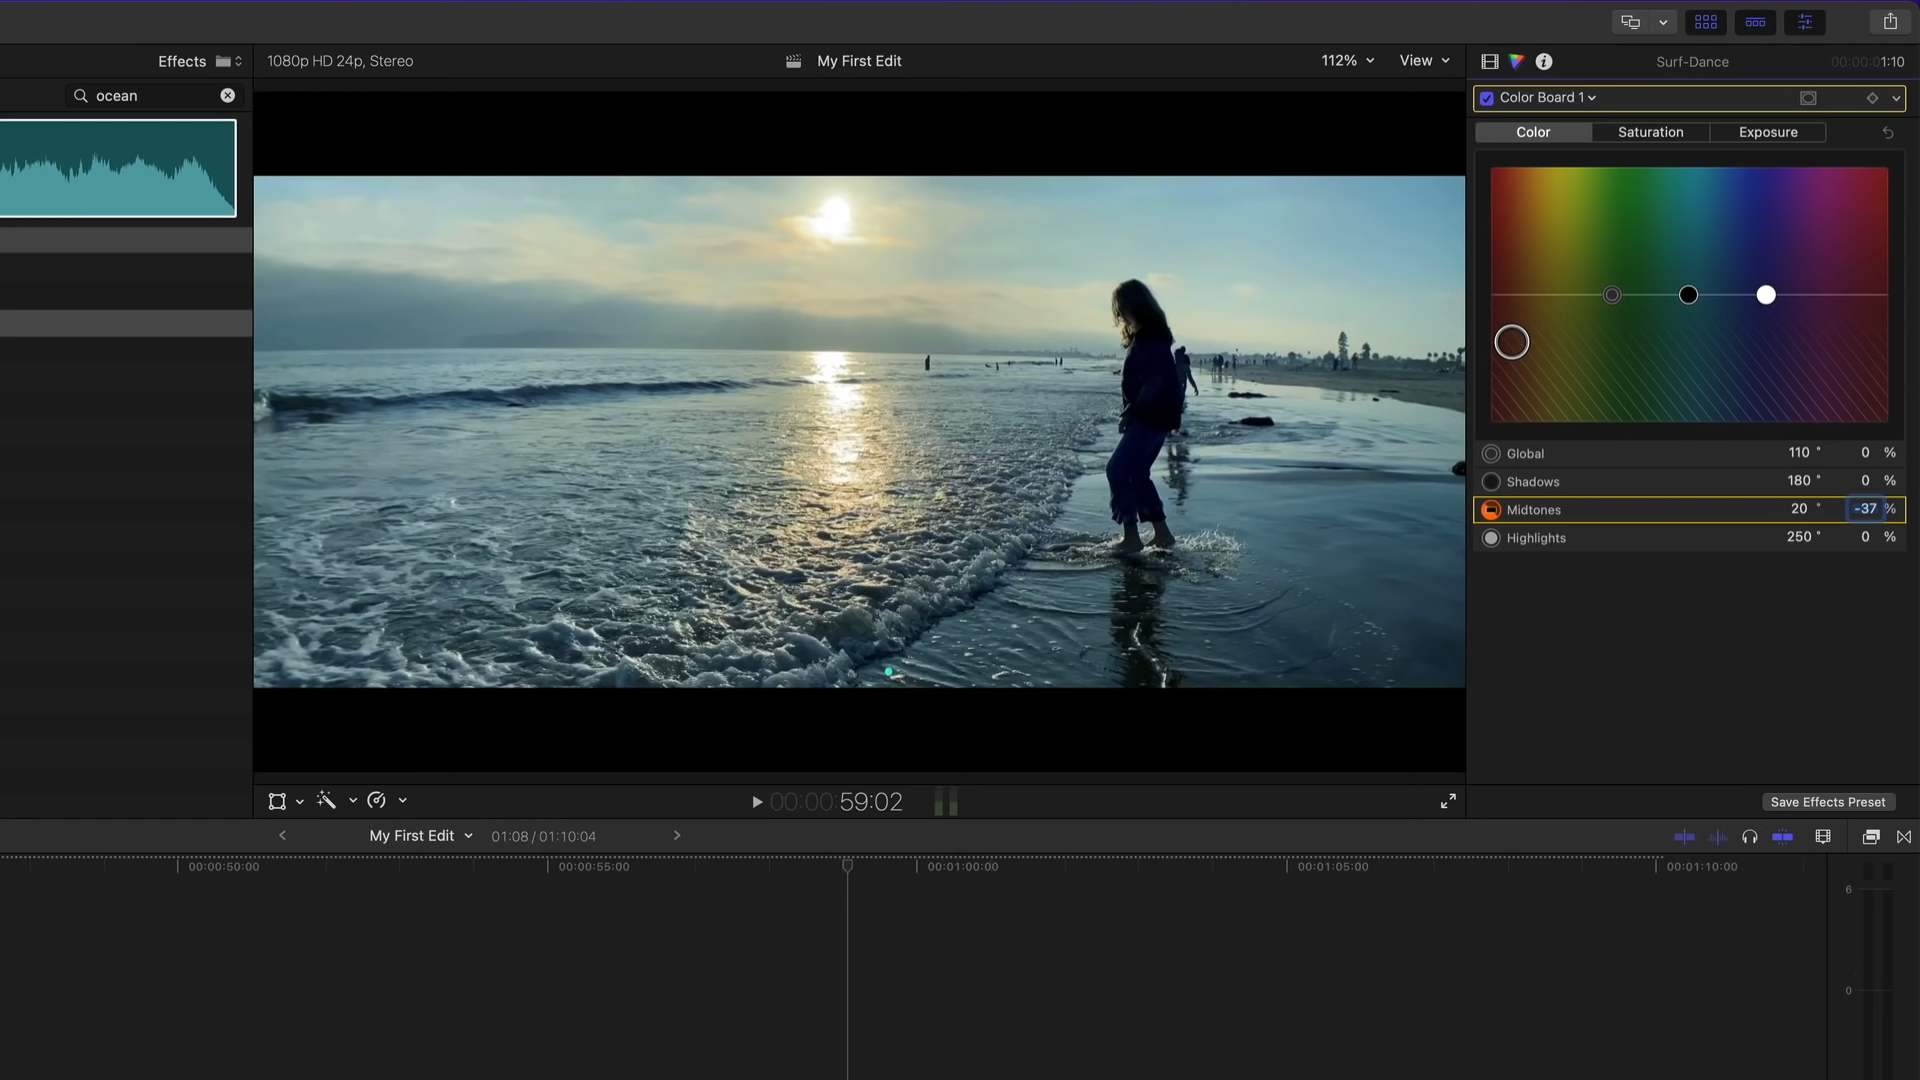 Effects
1080p HD 24p, Stereo
My First Edit
112%
View
Surf-Dance
00:00:01:10
ocean
Color Board 1
Color
Saturation
Exposure
Global 110 ° 0 %
Shadows 180 ° 0 %
Midtones 20 ° -37 %
Highlights 250 ° 0 %
00:00:59:02
Save Effects Preset
My First Edit
01:08 / 01:10:04
00:00:50:00
00:00:55:00
00:01:00:00
00:01:05:00
00:01:10:00
6
0